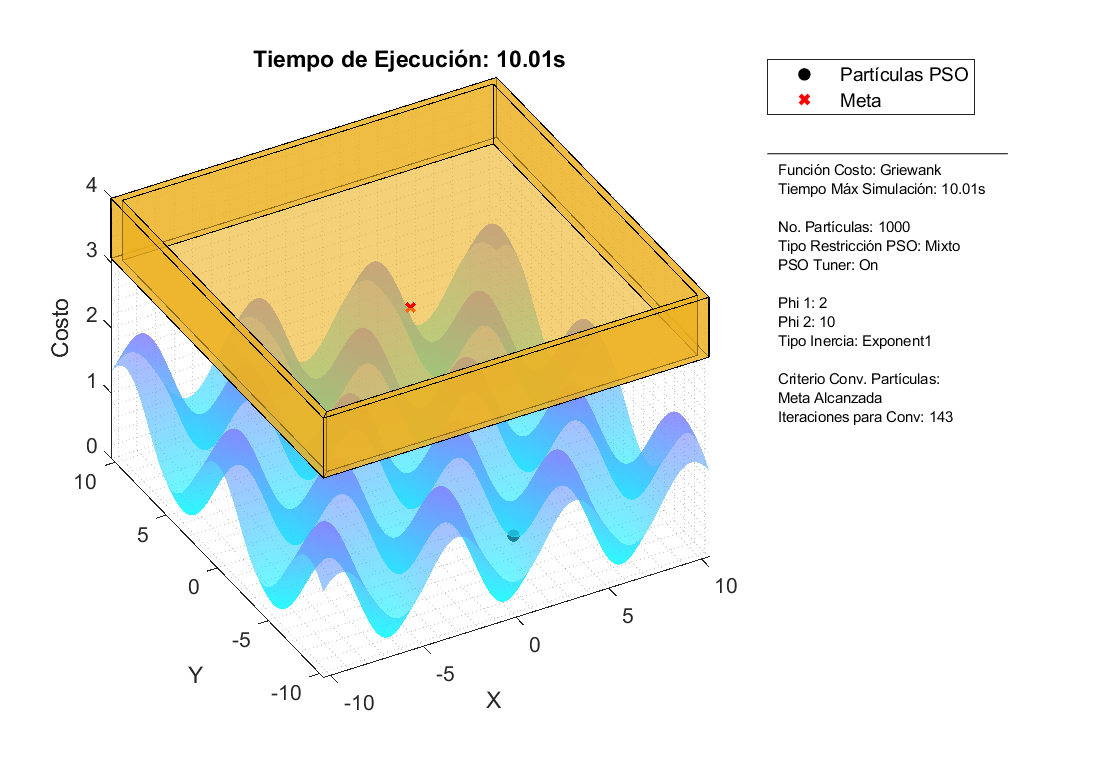 Tiempo de Ejecución: 10.01s
Partículas PSO
Meta
Función Costo: Griewank
Tiempo Máx Simulación: 10.01s
No. Partículas: 1000
Tipo Restricción PSO: Mixto
PSO Tuner: On
Phi 1: 2
Phi 2: 10
Tipo Inercia: Exponent1
Criterio Conv. Partículas:
Meta Alcanzada
Iteraciones para Conv: 143
Costo
4
3
2
1
0
10
5
0
-5
-10
Y
-10
-5
0
5
10
X